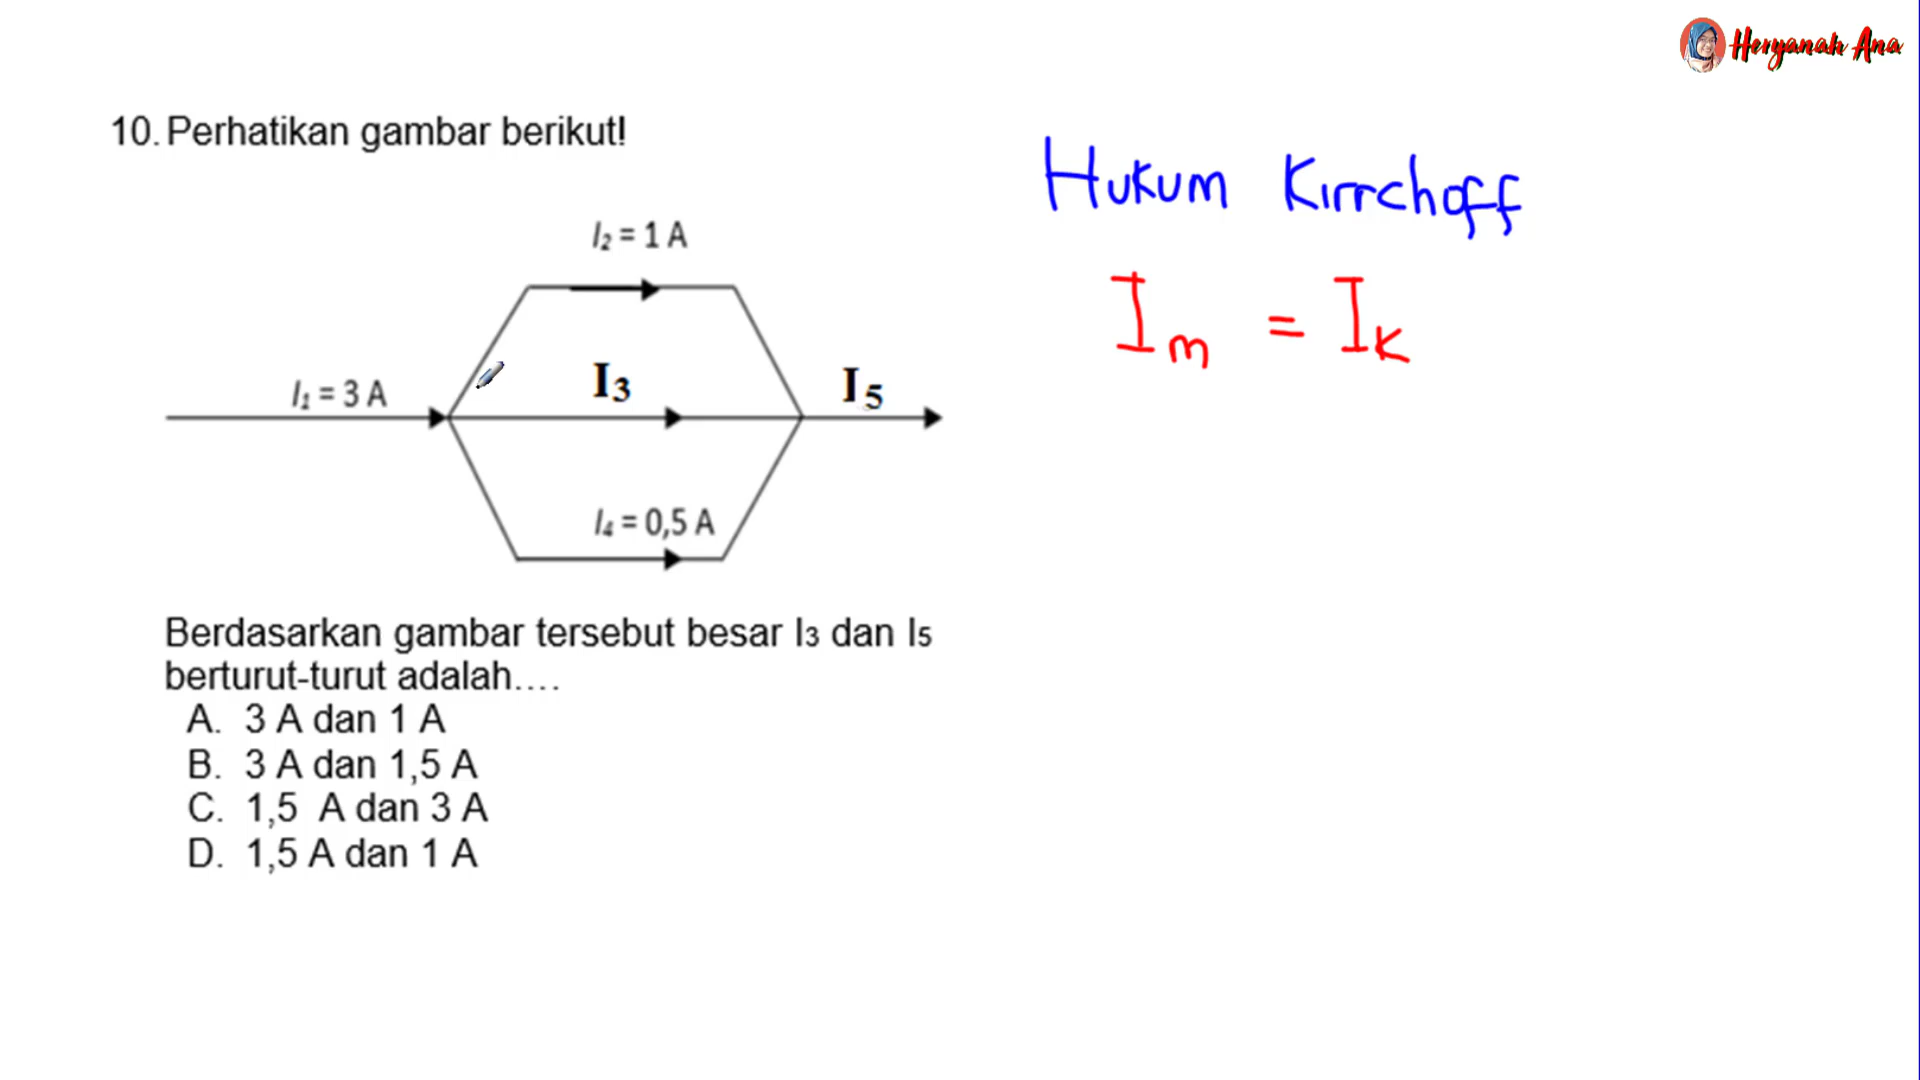 Heryanah Ana
10. Perhatikan gambar berikut!
Hukum Kirrchoff
I₂ = 1 A
Iₘ = Iₖ
I₁ = 3 A
I₃
I₅
I₄ = 0,5 A
Berdasarkan gambar tersebut besar I₃ dan I₅
berturut-turut adalah....
A. 3 A dan 1 A
B. 3 A dan 1,5 A
C. 1,5 A dan 3 A
D. 1,5 A dan 1 A